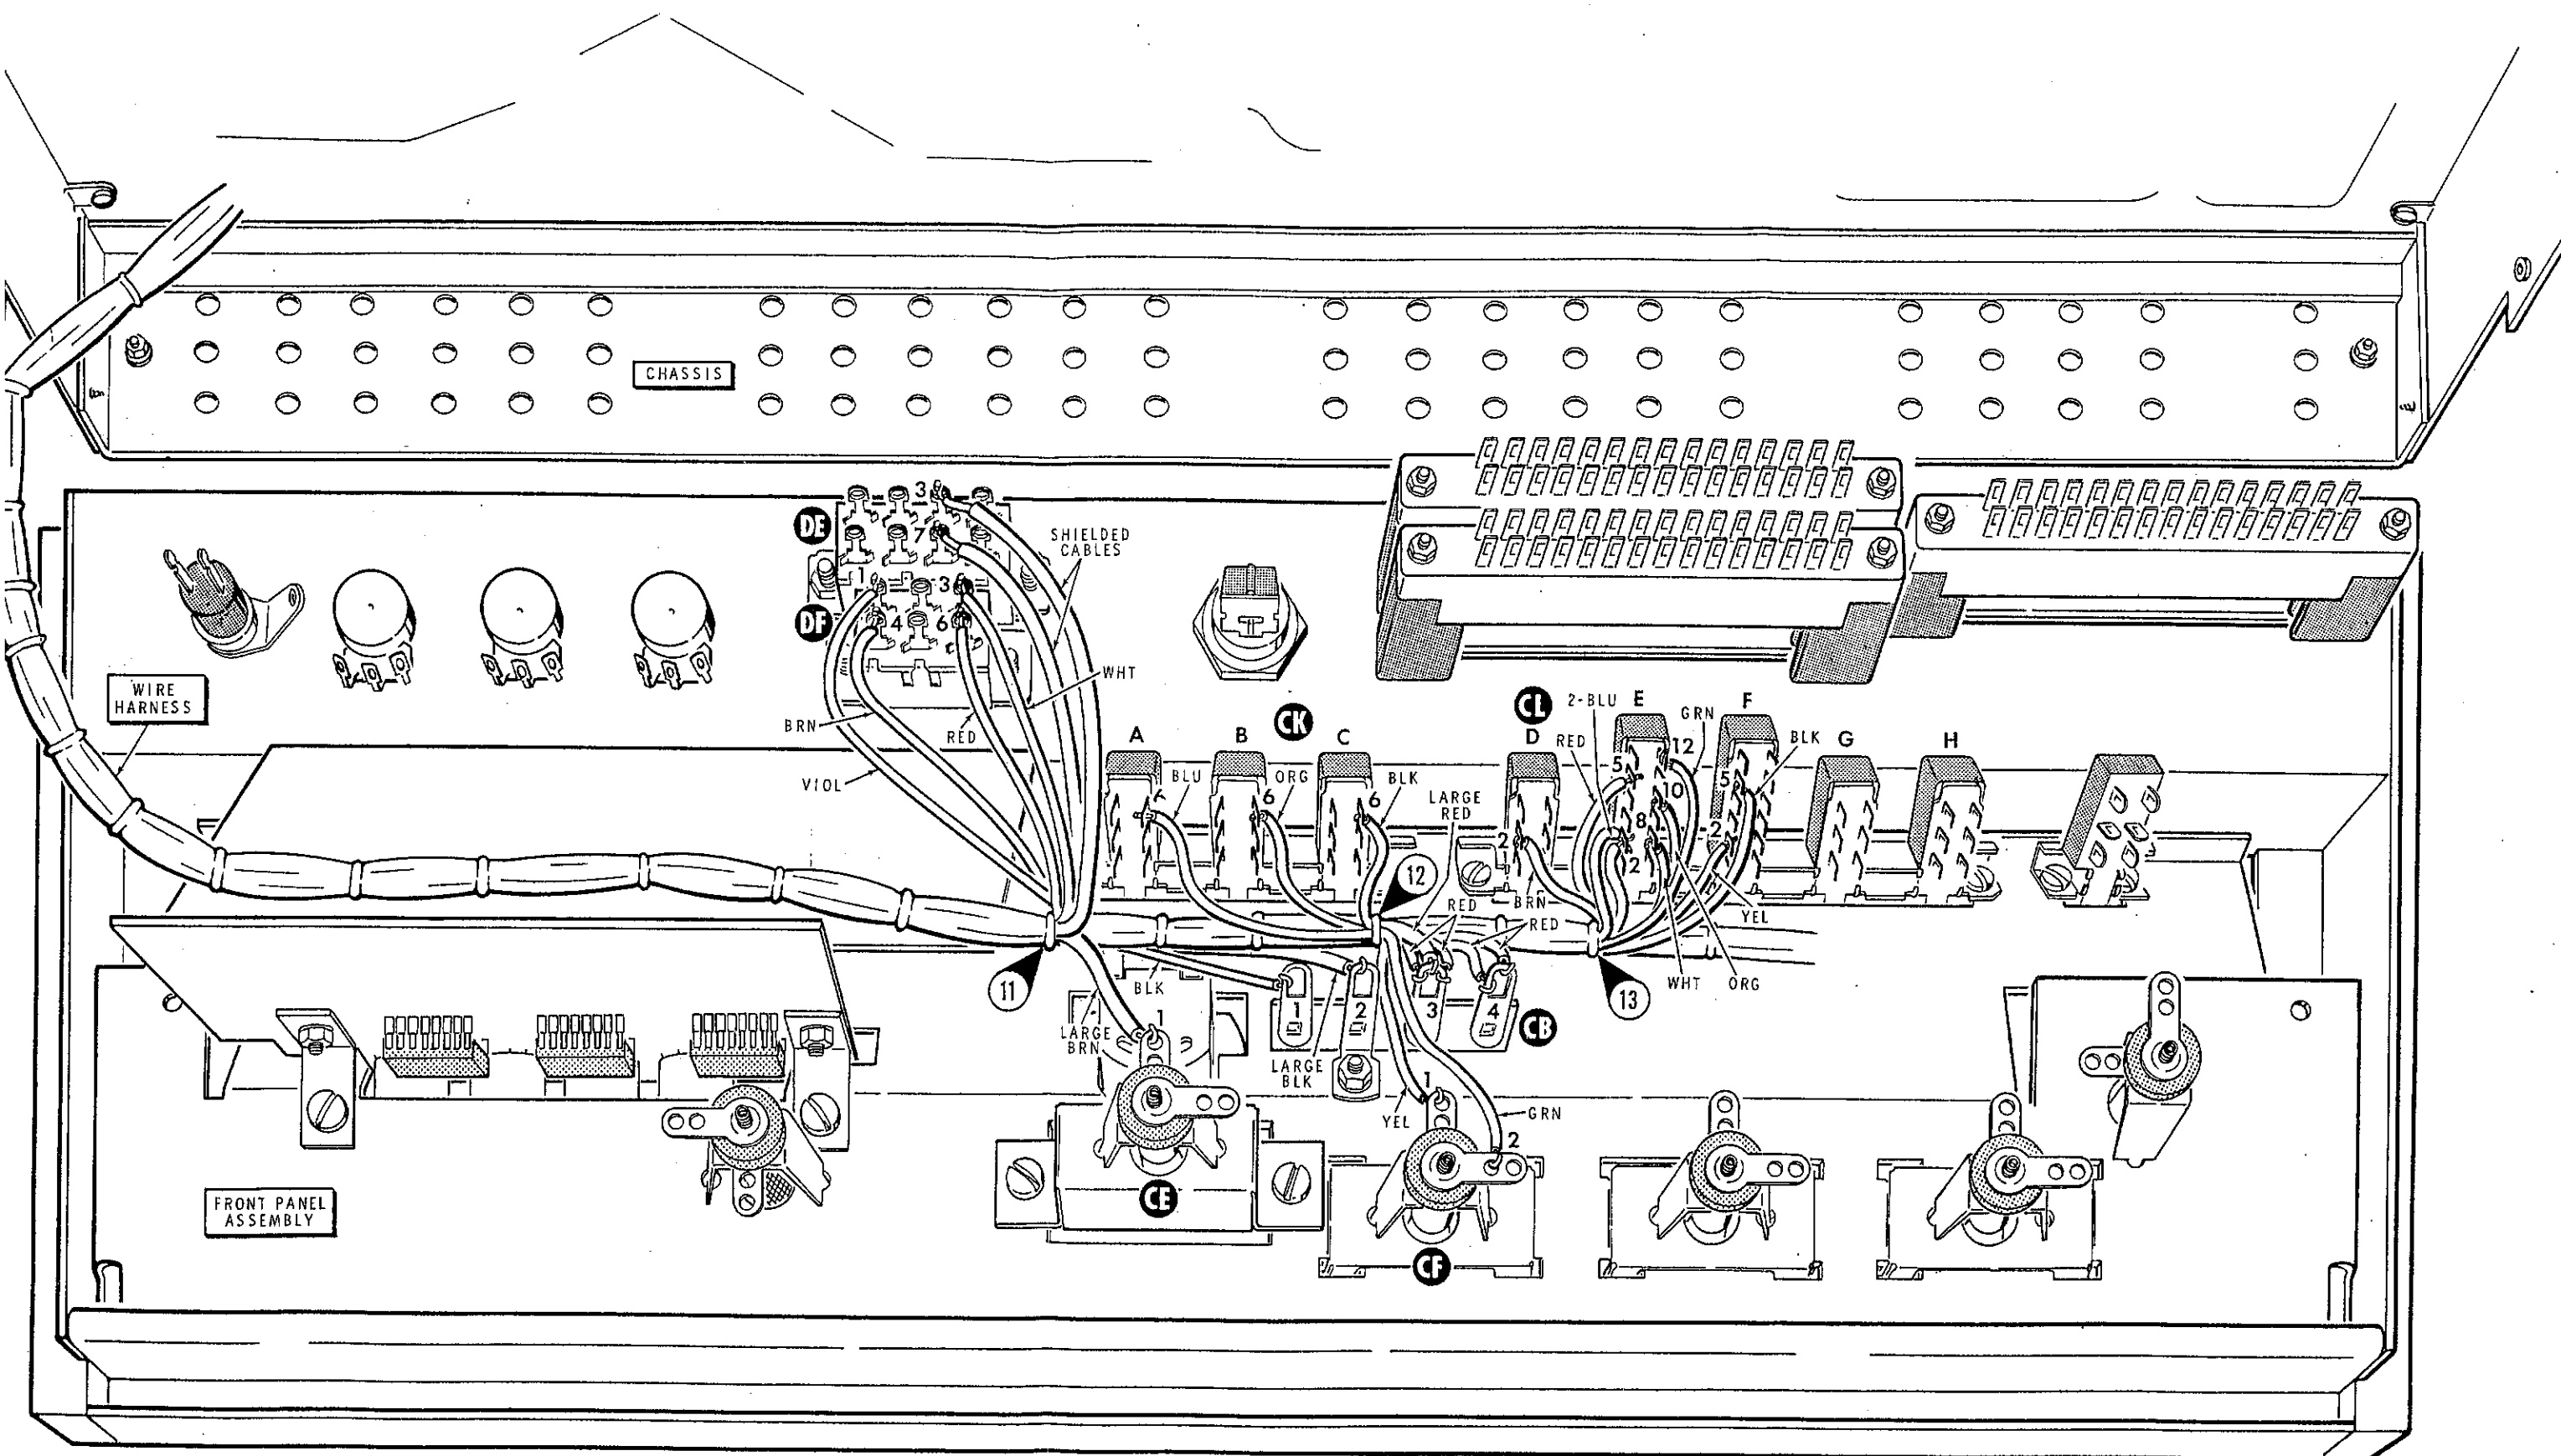 CHASSIS
3
DE
7
SHIELDED
CABLES
1
3
DF
4
6
WHT
WIRE
HARNESS
BRN
RED
VIOL
CK
CL
2-BLU
E
GRN
F
A
B
C
RED
D
BLK
G
H
BLU
ORG
BLK
5
12
5
LARGE
RED
6
6
10
2
8
2
2
12
BRN
RED
YEL
RED
11
BLK
WHT
ORG
13
1
2
3
4
CB
LARGE
BRN
1
LARGE
BLK
1
YEL
GRN
2
FRONT PANEL
ASSEMBLY
CE
CF